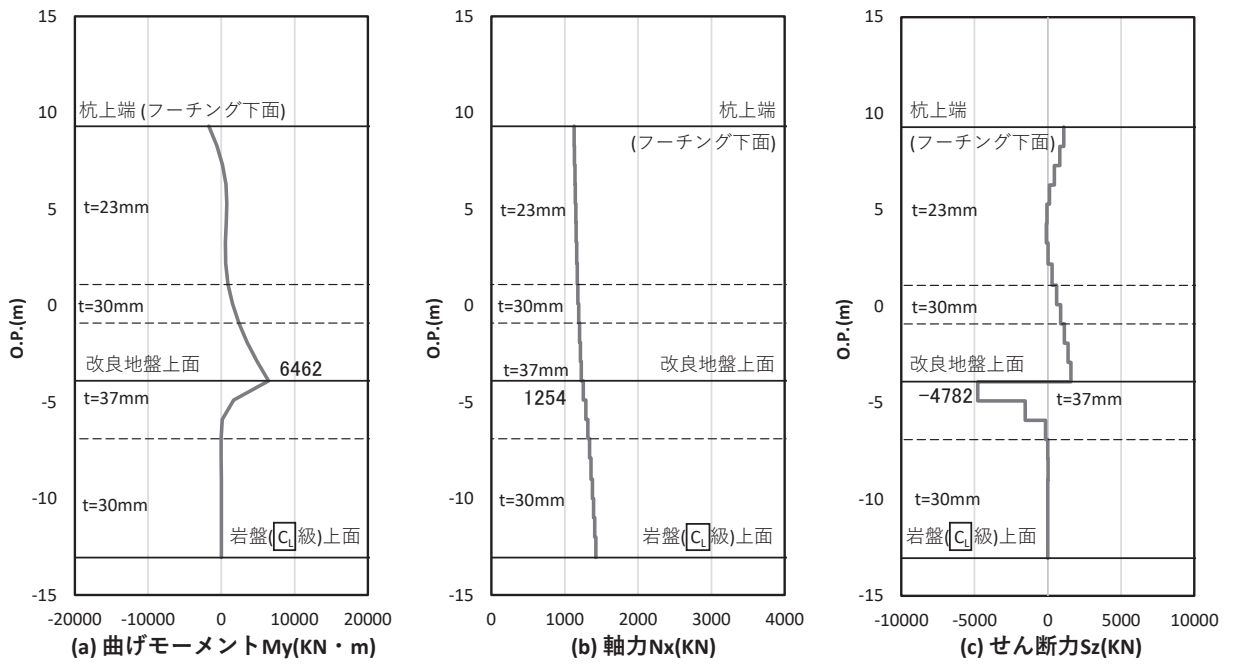 15
10
5
0
-5
-10
-15
O.P.(m)
杭上端 (フーチング下面)
t=23mm
t=30mm
改良地盤上面
6462
t=37mm
t=30mm
岩盤(CL級)上面
-20000 -10000 0 10000 20000
(a) 曲げモーメントMy(KN・m)
15
10
5
0
-5
-10
-15
O.P.(m)
杭上端
(フーチング下面)
t=23mm
t=30mm
t=37mm
改良地盤上面
1254
t=30mm
岩盤(CL級)上面
0 1000 2000 3000 4000
(b) 軸力Nx(KN)
15
10
5
0
-5
-10
-15
O.P.(m)
杭上端
(フーチング下面)
t=23mm
t=30mm
改良地盤上面
-4782
t=37mm
t=30mm
岩盤(CL級)上面
-10000 -5000 0 5000 10000
(c) せん断力Sz(KN)